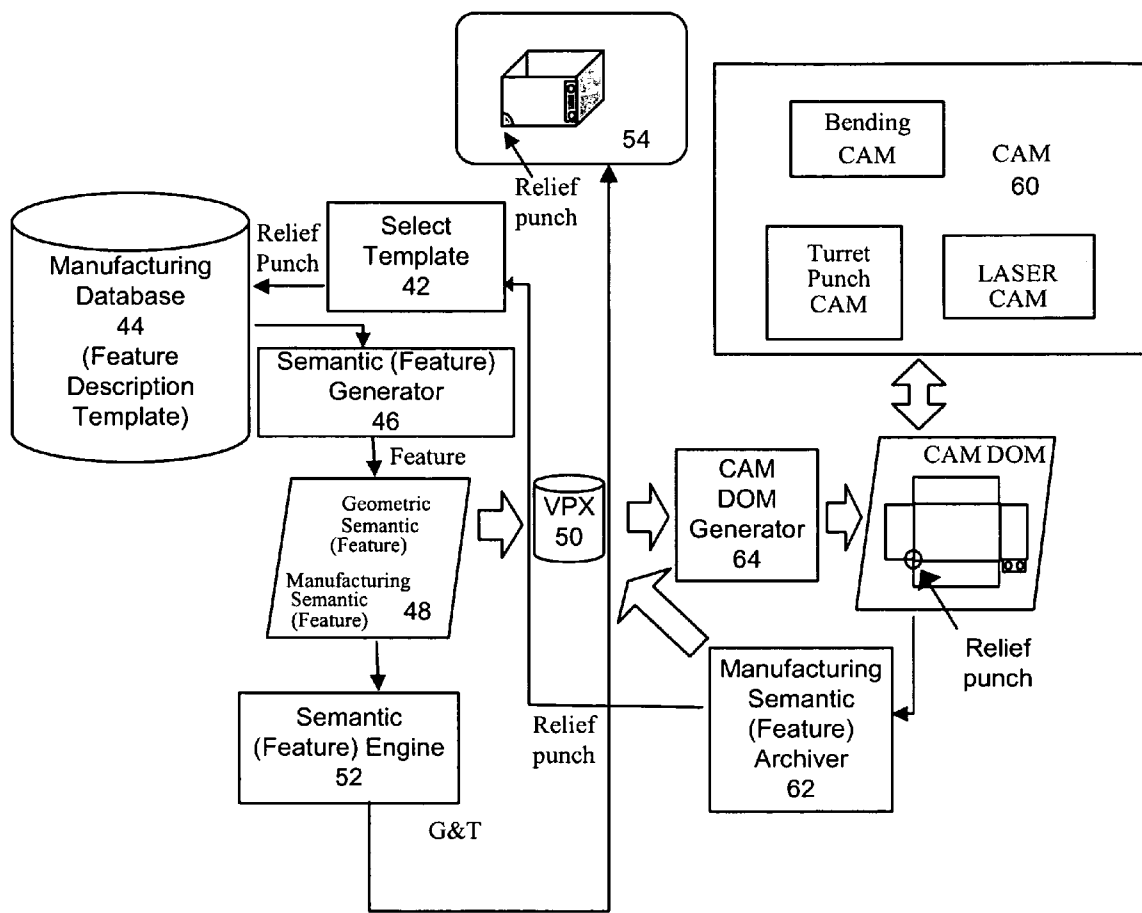 54
Relief
punch
Bending
CAM
CAM
60
Turret
Punch
CAM
LASER
CAM
Manufacturing
Database
44
(Feature
Description
Template)
Relief
Punch
Select
Template
42
Semantic (Feature)
Generator
46
Feature
Geometric
Semantic
(Feature)
Manufacturing
Semantic
(Feature)
48
VPX
50
CAM
DOM
Generator
64
CAM DOM
Relief
punch
Semantic
(Feature) Engine
52
Relief
punch
Manufacturing
Semantic
(Feature)
Archiver
62
G&T